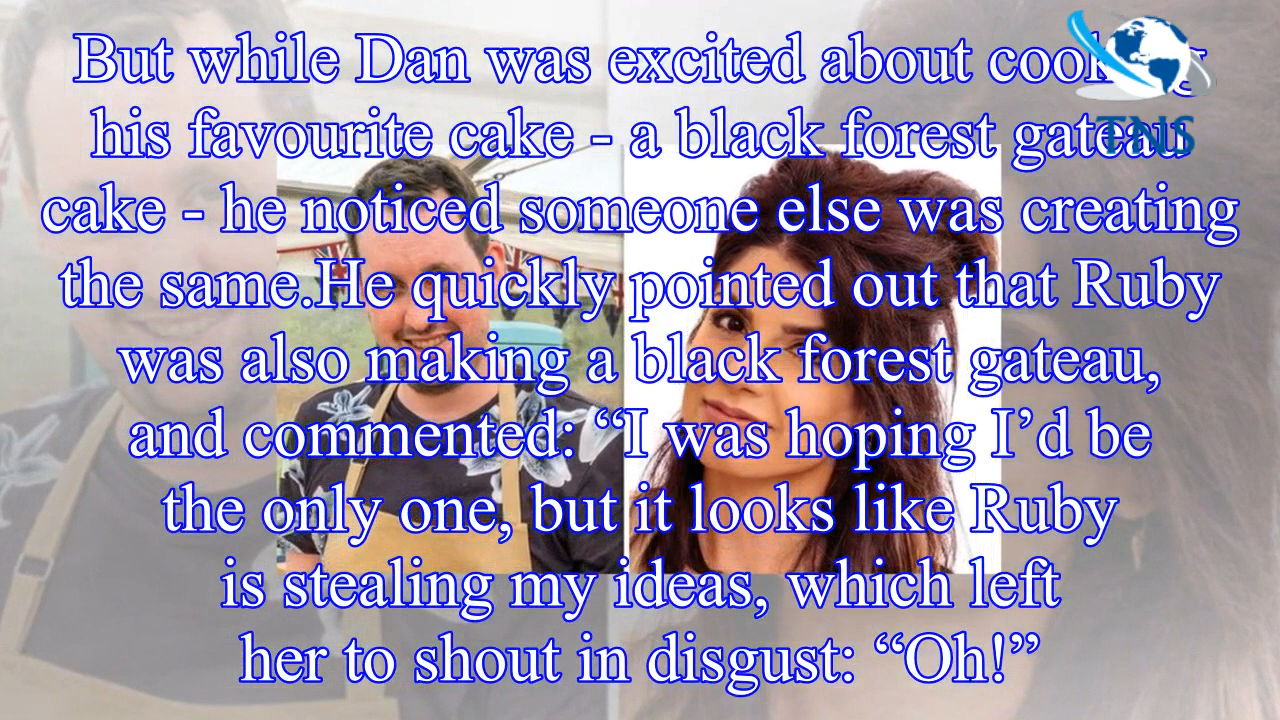 But while Dan was excited about cooking
his favourite cake - a black forest gateau
cake - he noticed someone else was creating
the same.He quickly pointed out that Ruby
was also making a black forest gateau,
and commented: “I was hoping I’d be
the only one, but it looks like Ruby
is stealing my ideas, which left
her to shout in disgust: “Oh!”
TNS